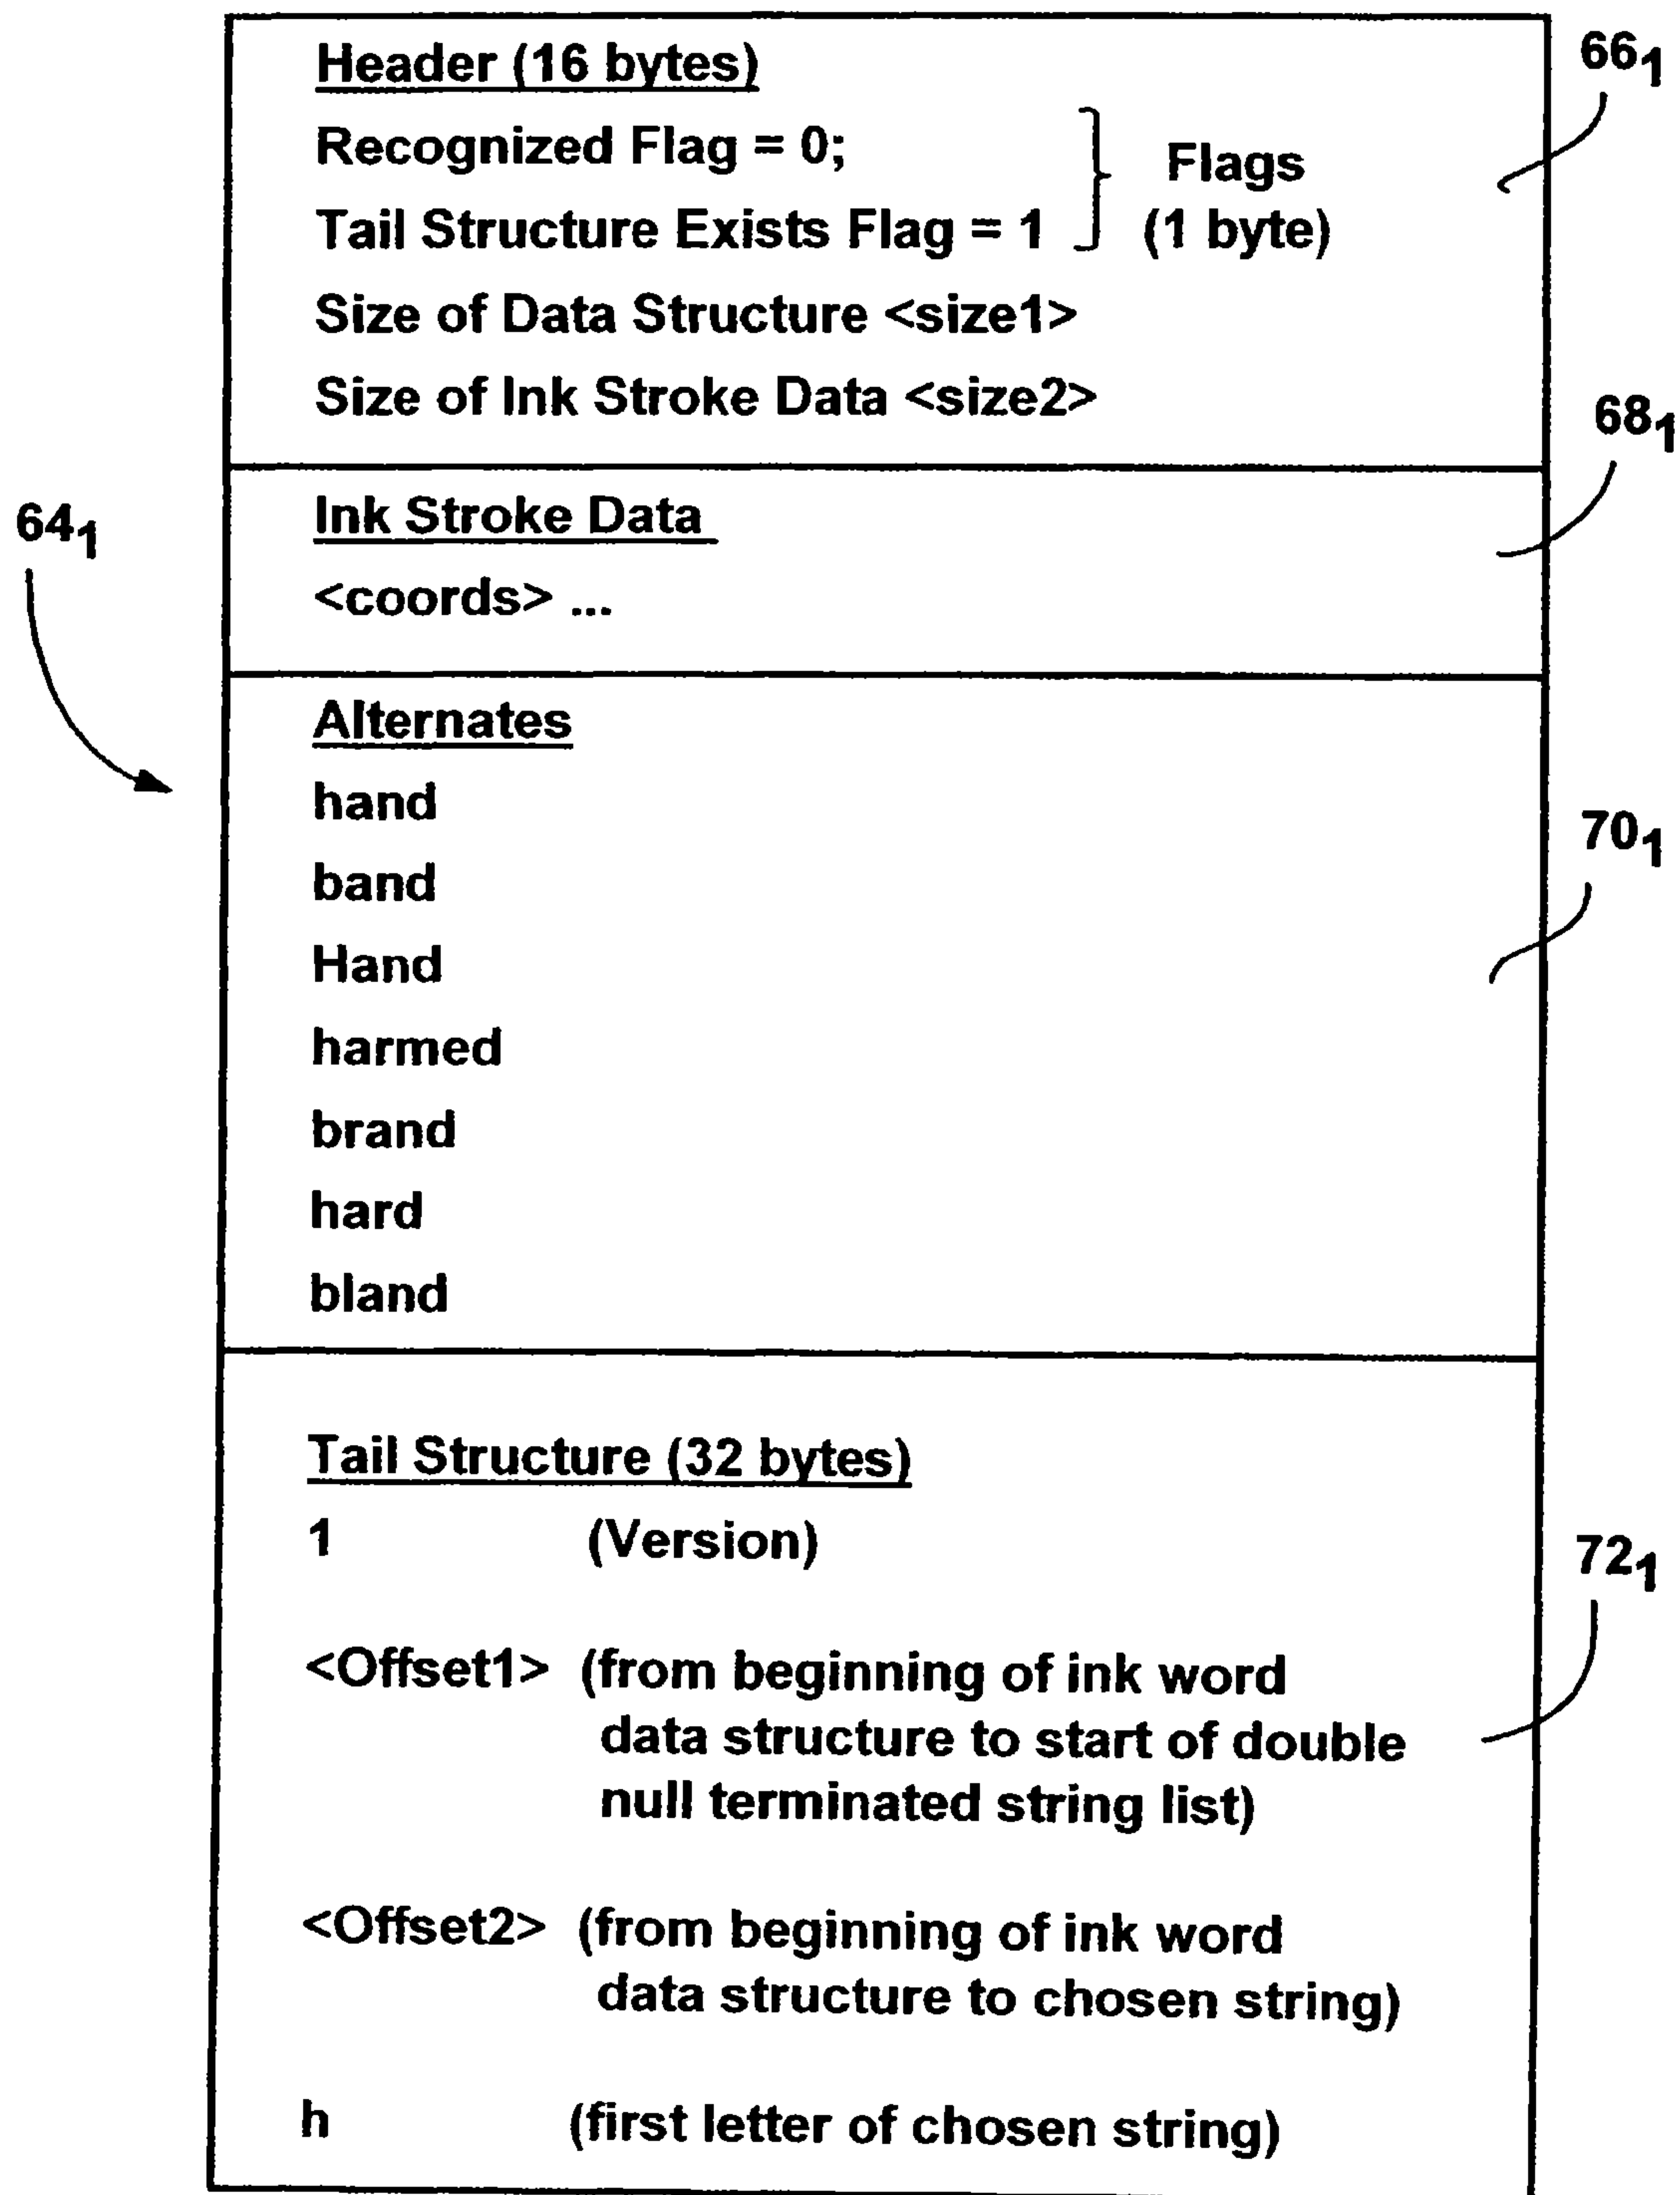 Header (16 bytes)
66₁
Recognized Flag = 0;
Flags
Tail Structure Exists Flag = 1
(1 byte)
Size of Data Structure <size1>
Size of Ink Stroke Data <size2>
68₁
64₁
Ink Stroke Data
<coords> ...
Alternates
hand
70₁
band
Hand
harmed
brand
hard
bland
Tail Structure (32 bytes)
1 (Version)
72₁
<Offset1> (from beginning of ink word
data structure to start of double
null terminated string list)
<Offset2> (from beginning of ink word
data structure to chosen string)
h (first letter of chosen string)